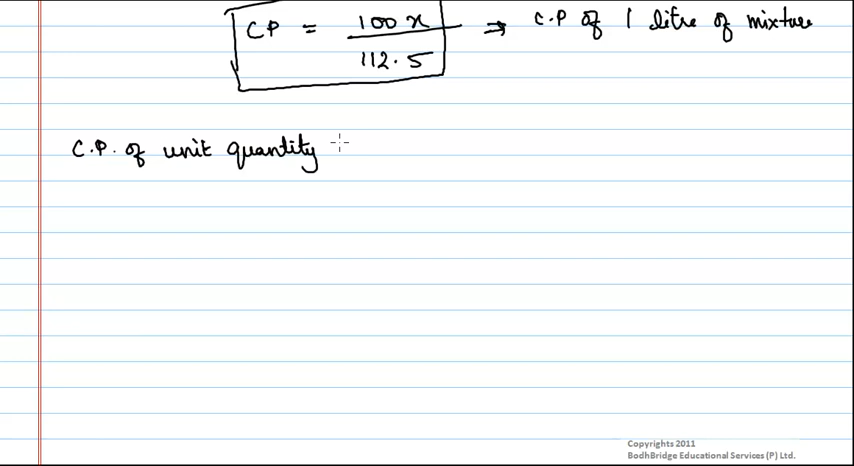 CP = 100x / 112.5 ⇒ C.P of 1 litre of mixture
C.P. of unit quantity
Copyrights 2011
BodhBridge Educational Services (P) Ltd.